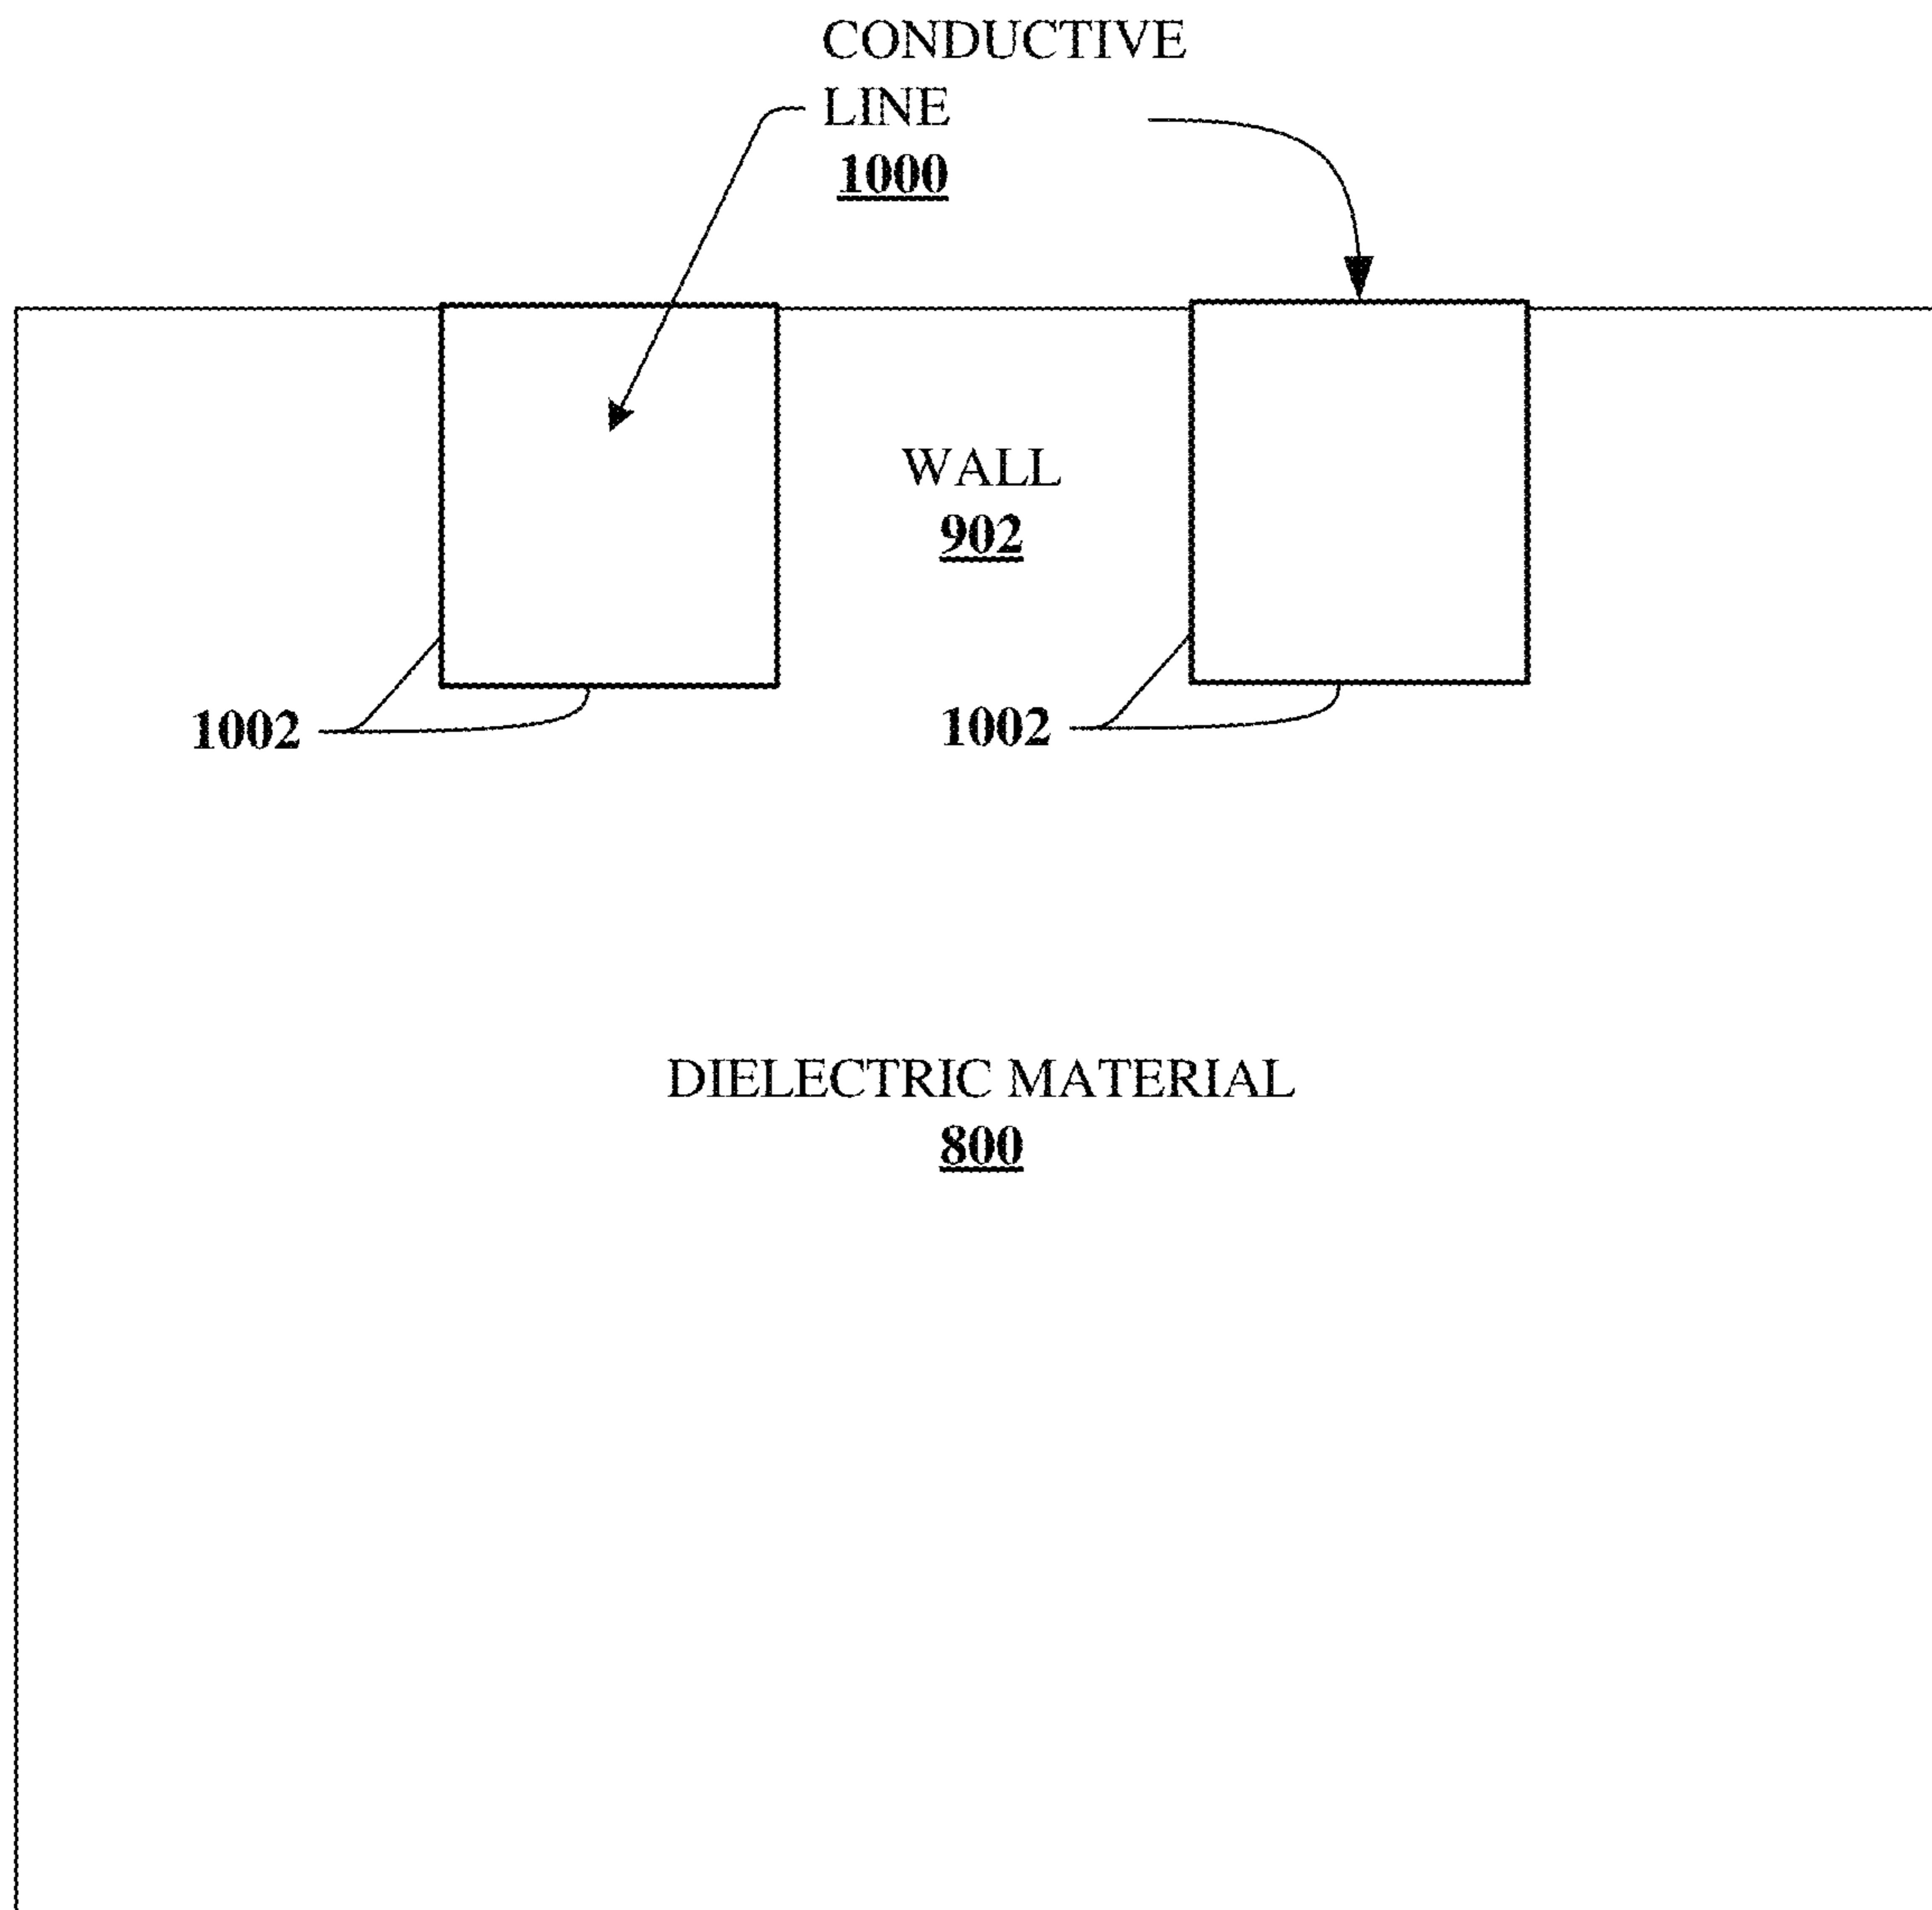 CONDUCTIVE
LINE
1000
WALL
902
1002
1002
DIELECTRIC MATERIAL
800